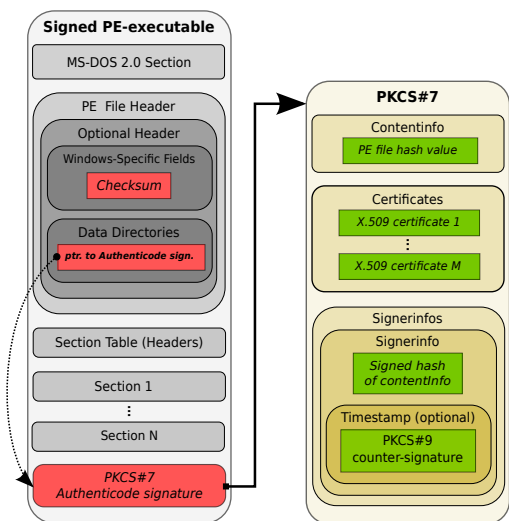 Signed PE-executable
MS-DOS 2.0 Section
PE File Header
Optional Header
Windows-Specific Fields
Checksum
Data Directories
ptr. to Authenticode sign.
Section Table (Headers)
Section 1
...
Section N
PKCS#7
Authenticode signature
PKCS#7
Contentinfo
PE file hash value
Certificates
X.509 certificate 1
...
X.509 certificate M
Signerinfos
Signerinfo
Signed hash
of contentInfo
Timestamp (optional)
PKCS#9
counter-signature